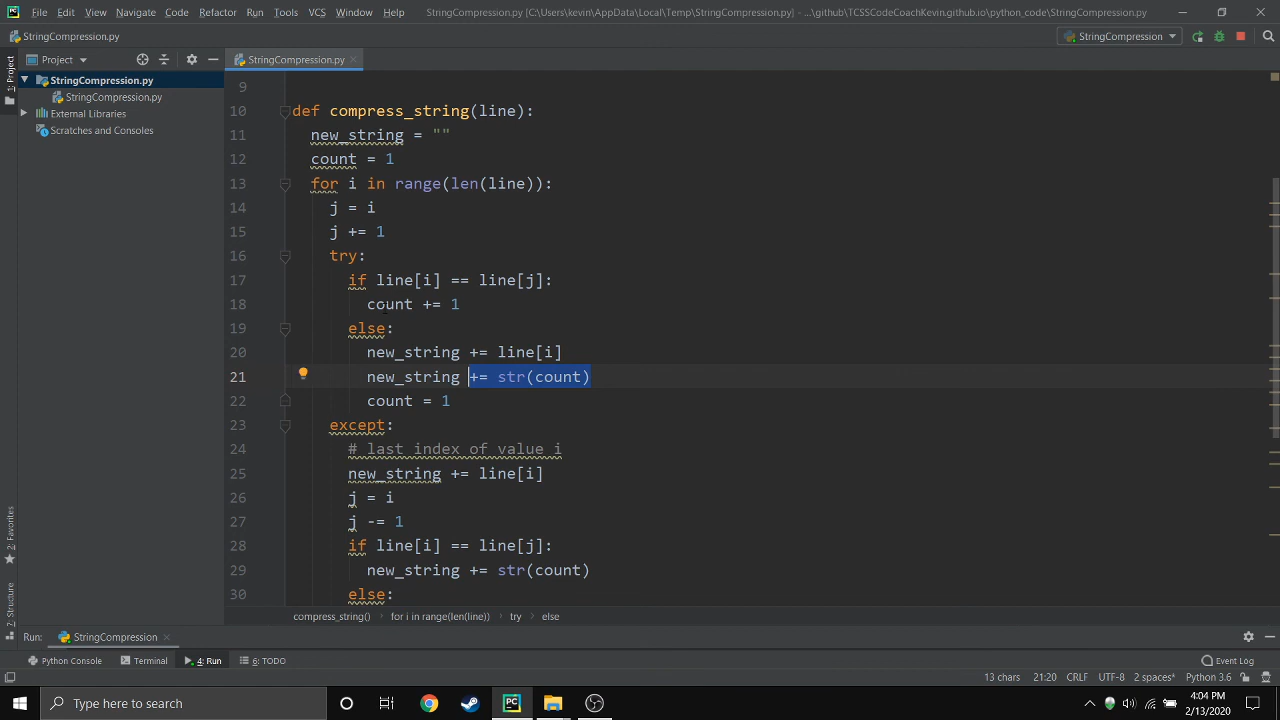 File Edit View Navigate Code Refactor Run Tools VCS Window Help StringCompression.py [C:\Users\kevin\AppData\Local\Temp\StringCompression.py] - ...\github\TCSSCodeCoachKevin.github.io\python_code\StringCompression.py
StringCompression.py StringCompression
Project StringCompression.py
1: Project
StringCompression.py
StringCompression.py
External Libraries
Scratches and Consoles
9
10 def compress_string(line):
11 new_string = ""
12 count = 1
13 for i in range(len(line)):
14 j = i
15 j += 1
16 try:
17 if line[i] == line[j]:
18 count += 1
19 else:
20 new_string += line[i]
21 new_string += str(count)
22 count = 1
23 except:
24 # last index of value i
25 new_string += line[i]
26 j = i
27 j -= 1
28 if line[i] == line[j]:
29 new_string += str(count)
30 else:
2: Favorites
7: Structure
compress_string() for i in range(len(line)) try else
Run: StringCompression
Python Console Terminal 4: Run 6: TODO Event Log
13 chars 21:20 CRLF UTF-8 2 spaces* Python 3.6
Type here to search PC 4:04 PM
2/13/2020